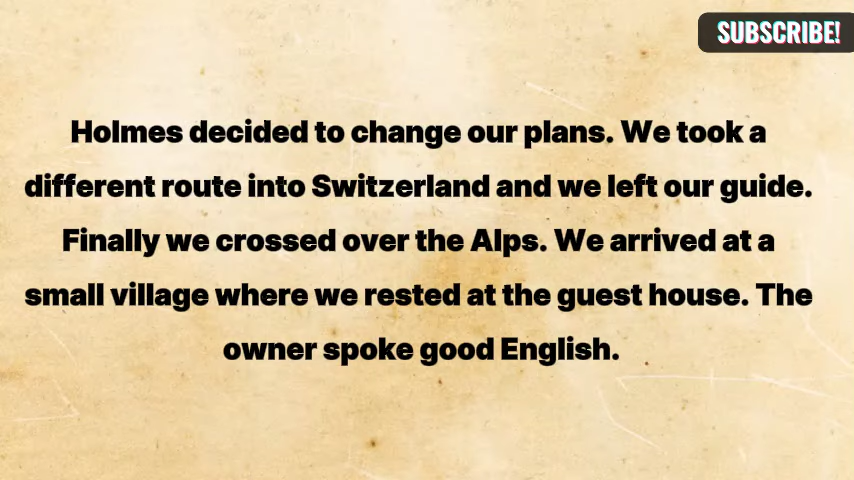 SUBSCRIBE!
Holmes decided to change our plans. We took a
different route into Switzerland and we left our guide.
Finally we crossed over the Alps. We arrived at a
small village where we rested at the guest house. The
owner spoke good English.